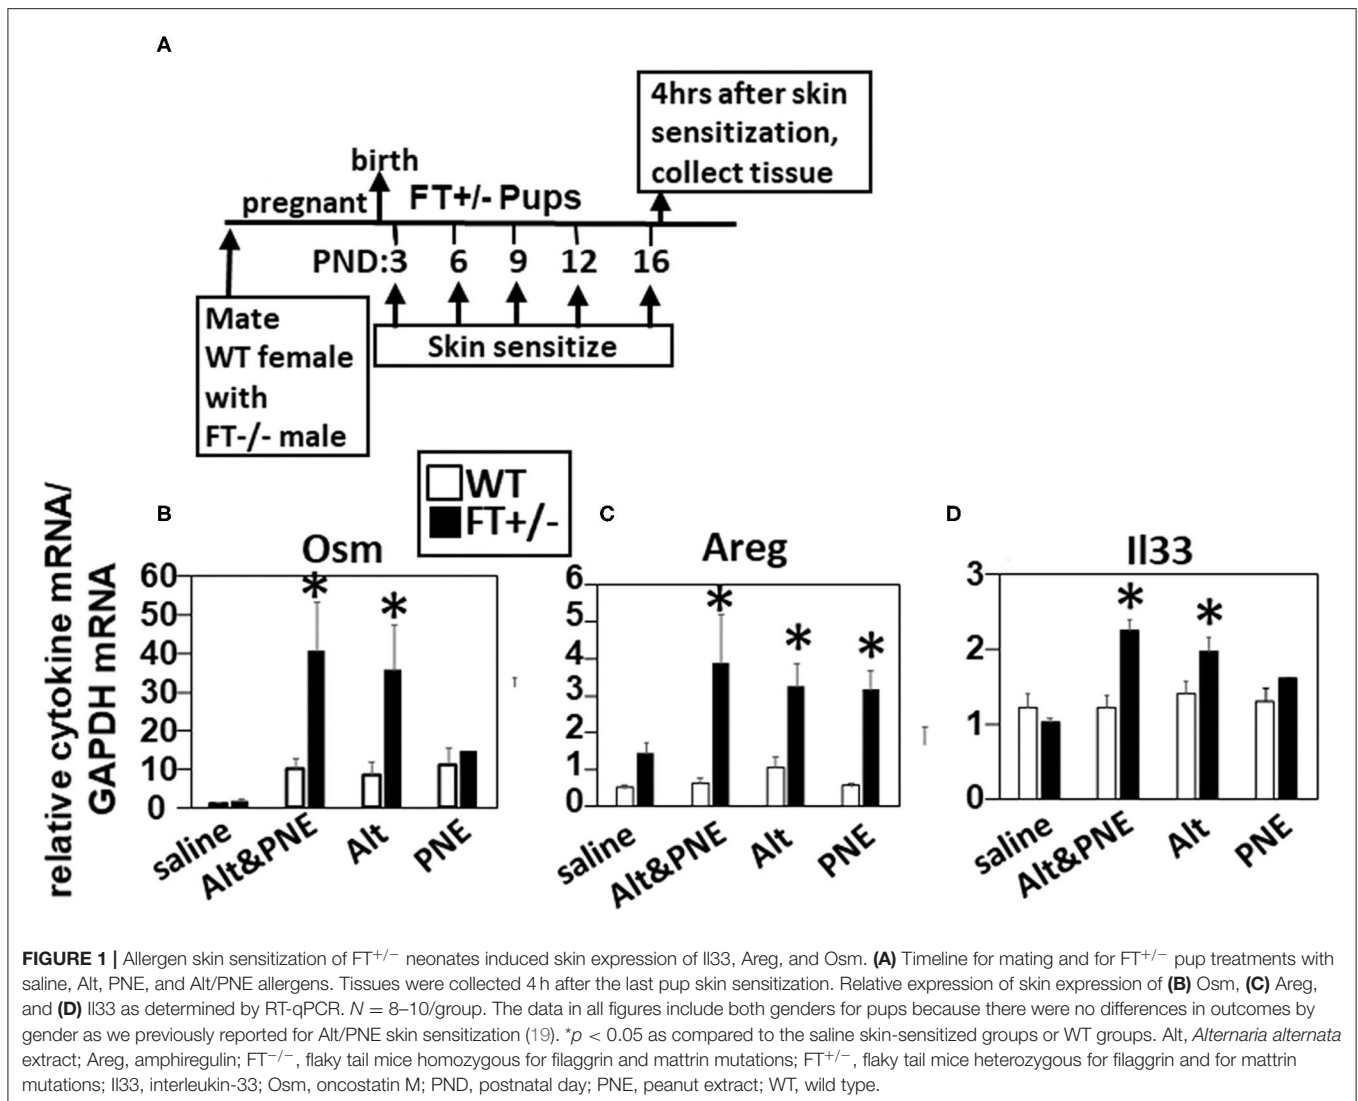 A
4hrs after skin
sensitization,
collect tissue
birth
pregnant
FT+/- Pups
PND:3 6 9 12 16
Mate
WT female
with
FT-/- male
Skin sensitize
WT
FT+/-
relative cytokine mRNA/
GAPDH mRNA
B
Osm
60
50
40
30
20
10
0
* *
saline Alt&PNE Alt PNE
C
Areg
6
5
4
3
2
1
0
* * *
saline Alt&PNE Alt PNE
D
Il33
3
2
1
0
* *
saline Alt&PNE Alt PNE
FIGURE 1 | Allergen skin sensitization of FT+/− neonates induced skin expression of Il33, Areg, and Osm. (A) Timeline for mating and for FT+/− pup treatments with
saline, Alt, PNE, and Alt/PNE allergens. Tissues were collected 4 h after the last pup skin sensitization. Relative expression of skin expression of (B) Osm, (C) Areg,
and (D) Il33 as determined by RT-qPCR. N = 8–10/group. The data in all figures include both genders for pups because there were no differences in outcomes by
gender as we previously reported for Alt/PNE skin sensitization (19). *p < 0.05 as compared to the saline skin-sensitized groups or WT groups. Alt, Alternaria alternata
extract; Areg, amphiregulin; FT−/−, flaky tail mice homozygous for filaggrin and mattrin mutations; FT+/−, flaky tail mice heterozygous for filaggrin and for mattrin
mutations; Il33, interleukin-33; Osm, oncostatin M; PND, postnatal day; PNE, peanut extract; WT, wild type.